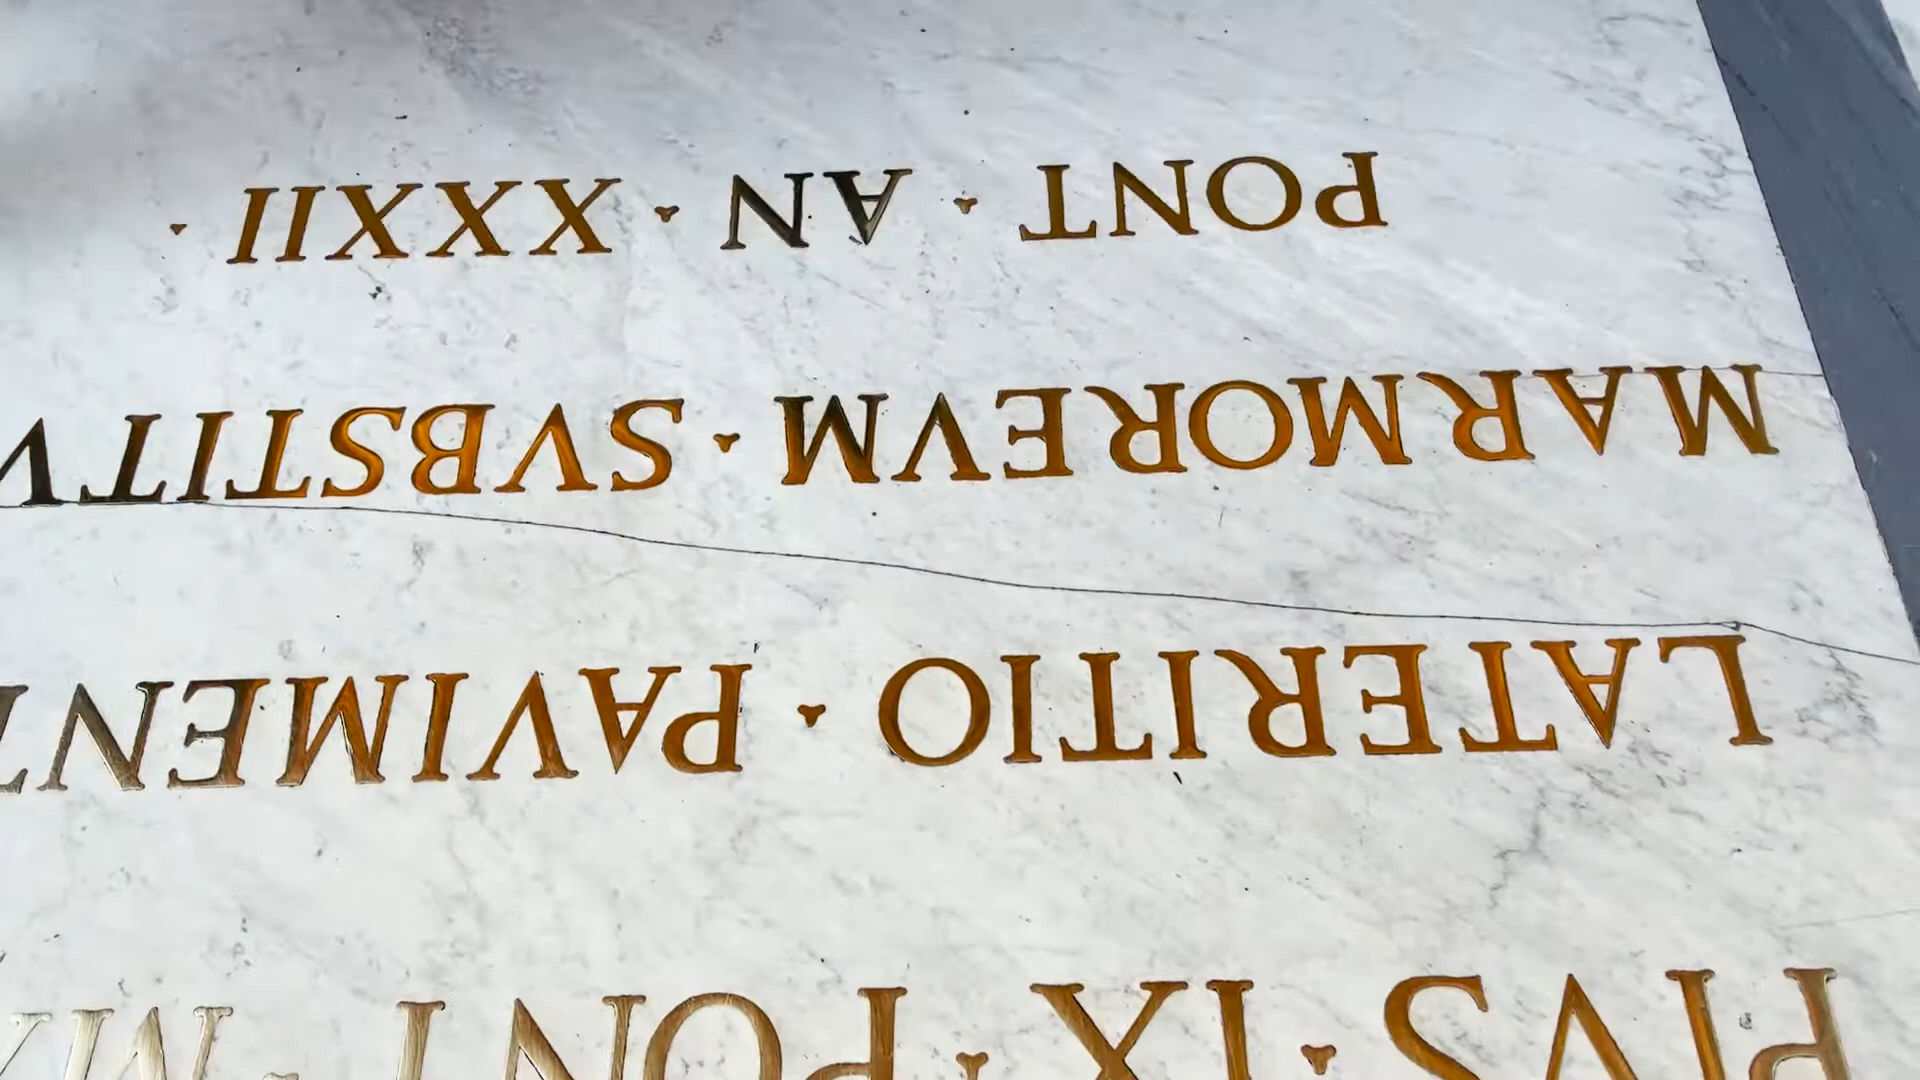 PIVS · IX · PONT · M
LATERITIO · PAVIMENT
MARMOREVM · SVBSTITV
PONT · AN · XXXII ·